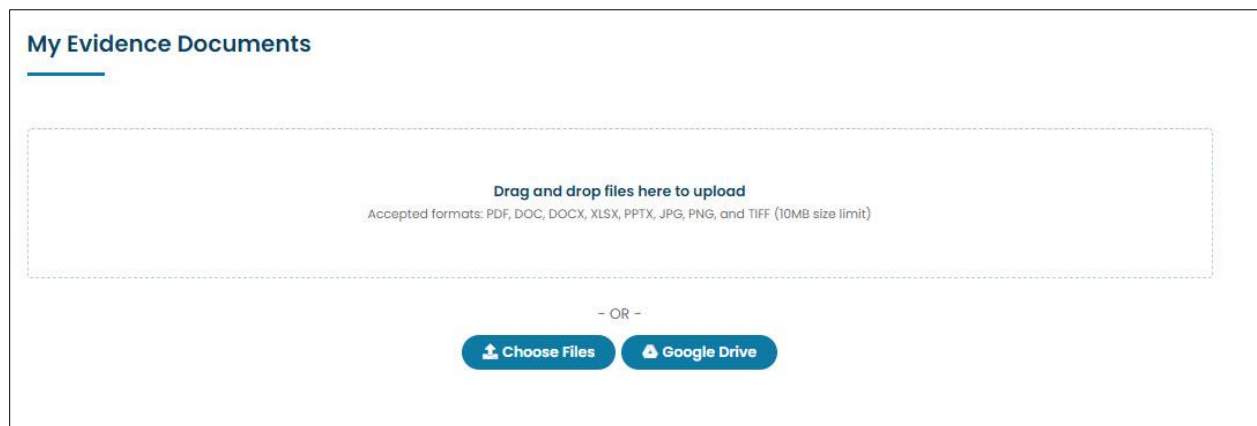 My Evidence Documents
Drag and drop files here to upload
Accepted formats: PDF, DOC, DOCX, XLSX, PPTX, JPG, PNG, and TIFF (10MB size limit)
- OR -
Choose Files
Google Drive